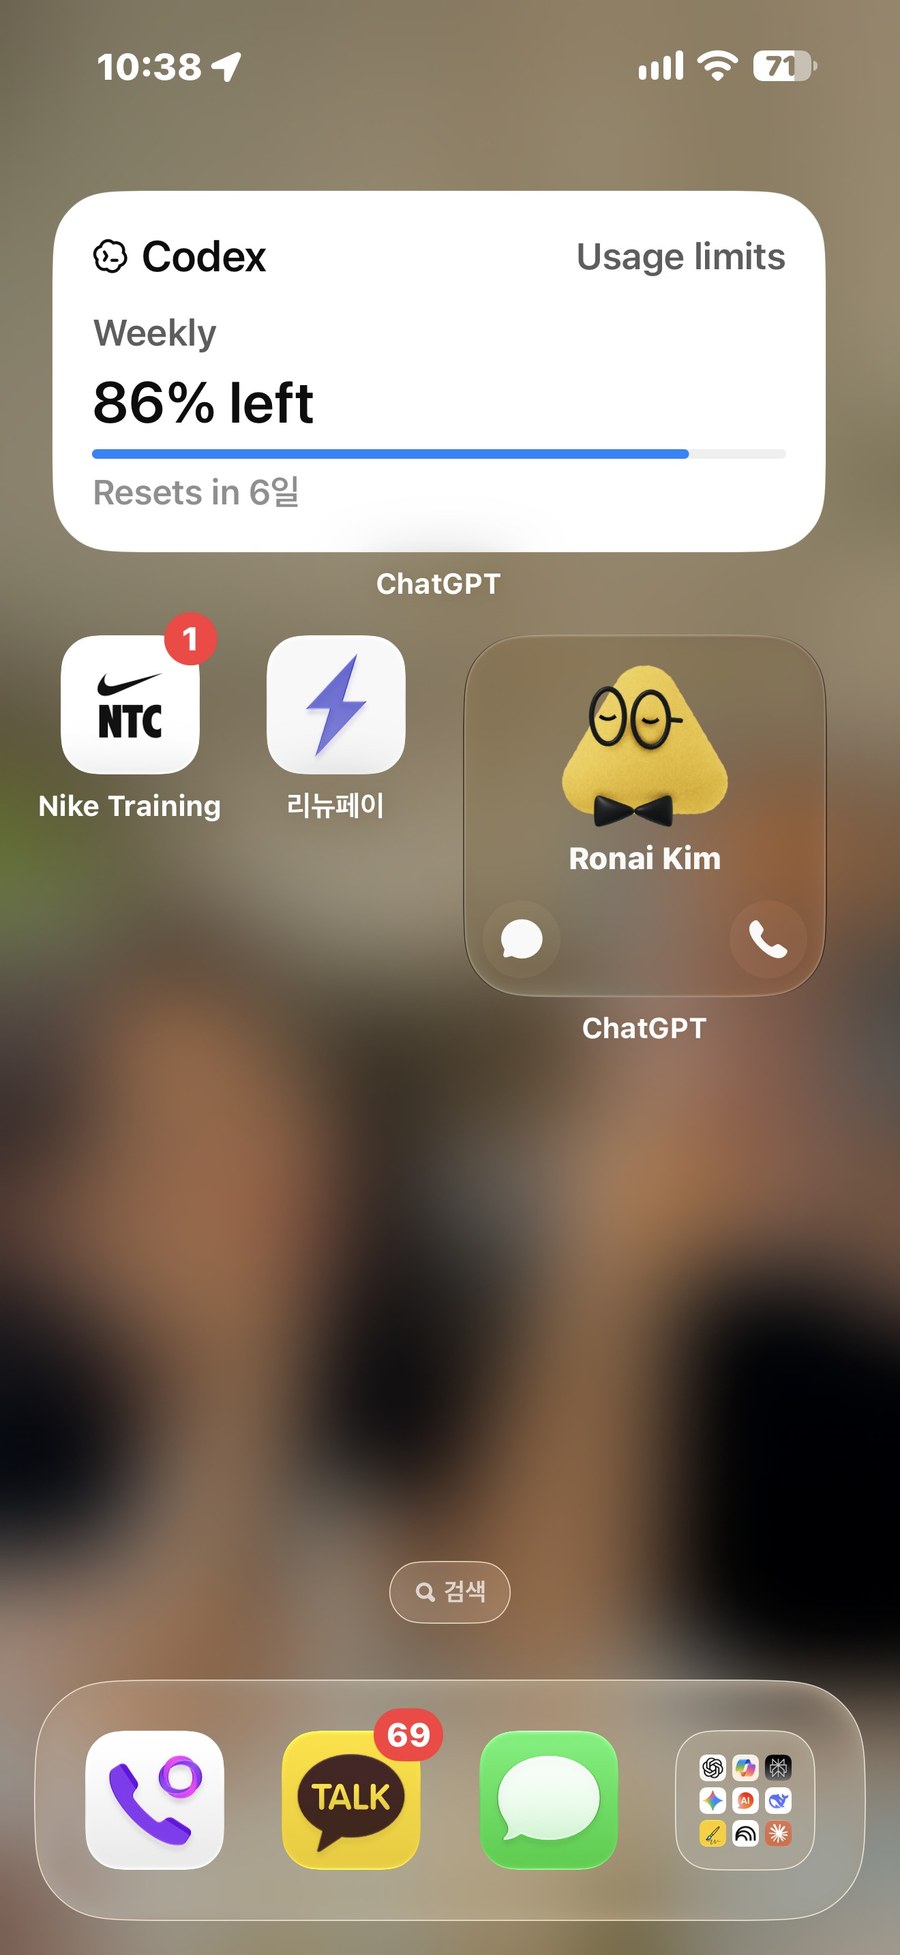 10:38
71
Codex
Usage limits
Weekly
86% left
Resets in 6일
ChatGPT
1
NTC
Nike Training
리뉴페이
Ronai Kim
ChatGPT
검색
69
TALK
AI